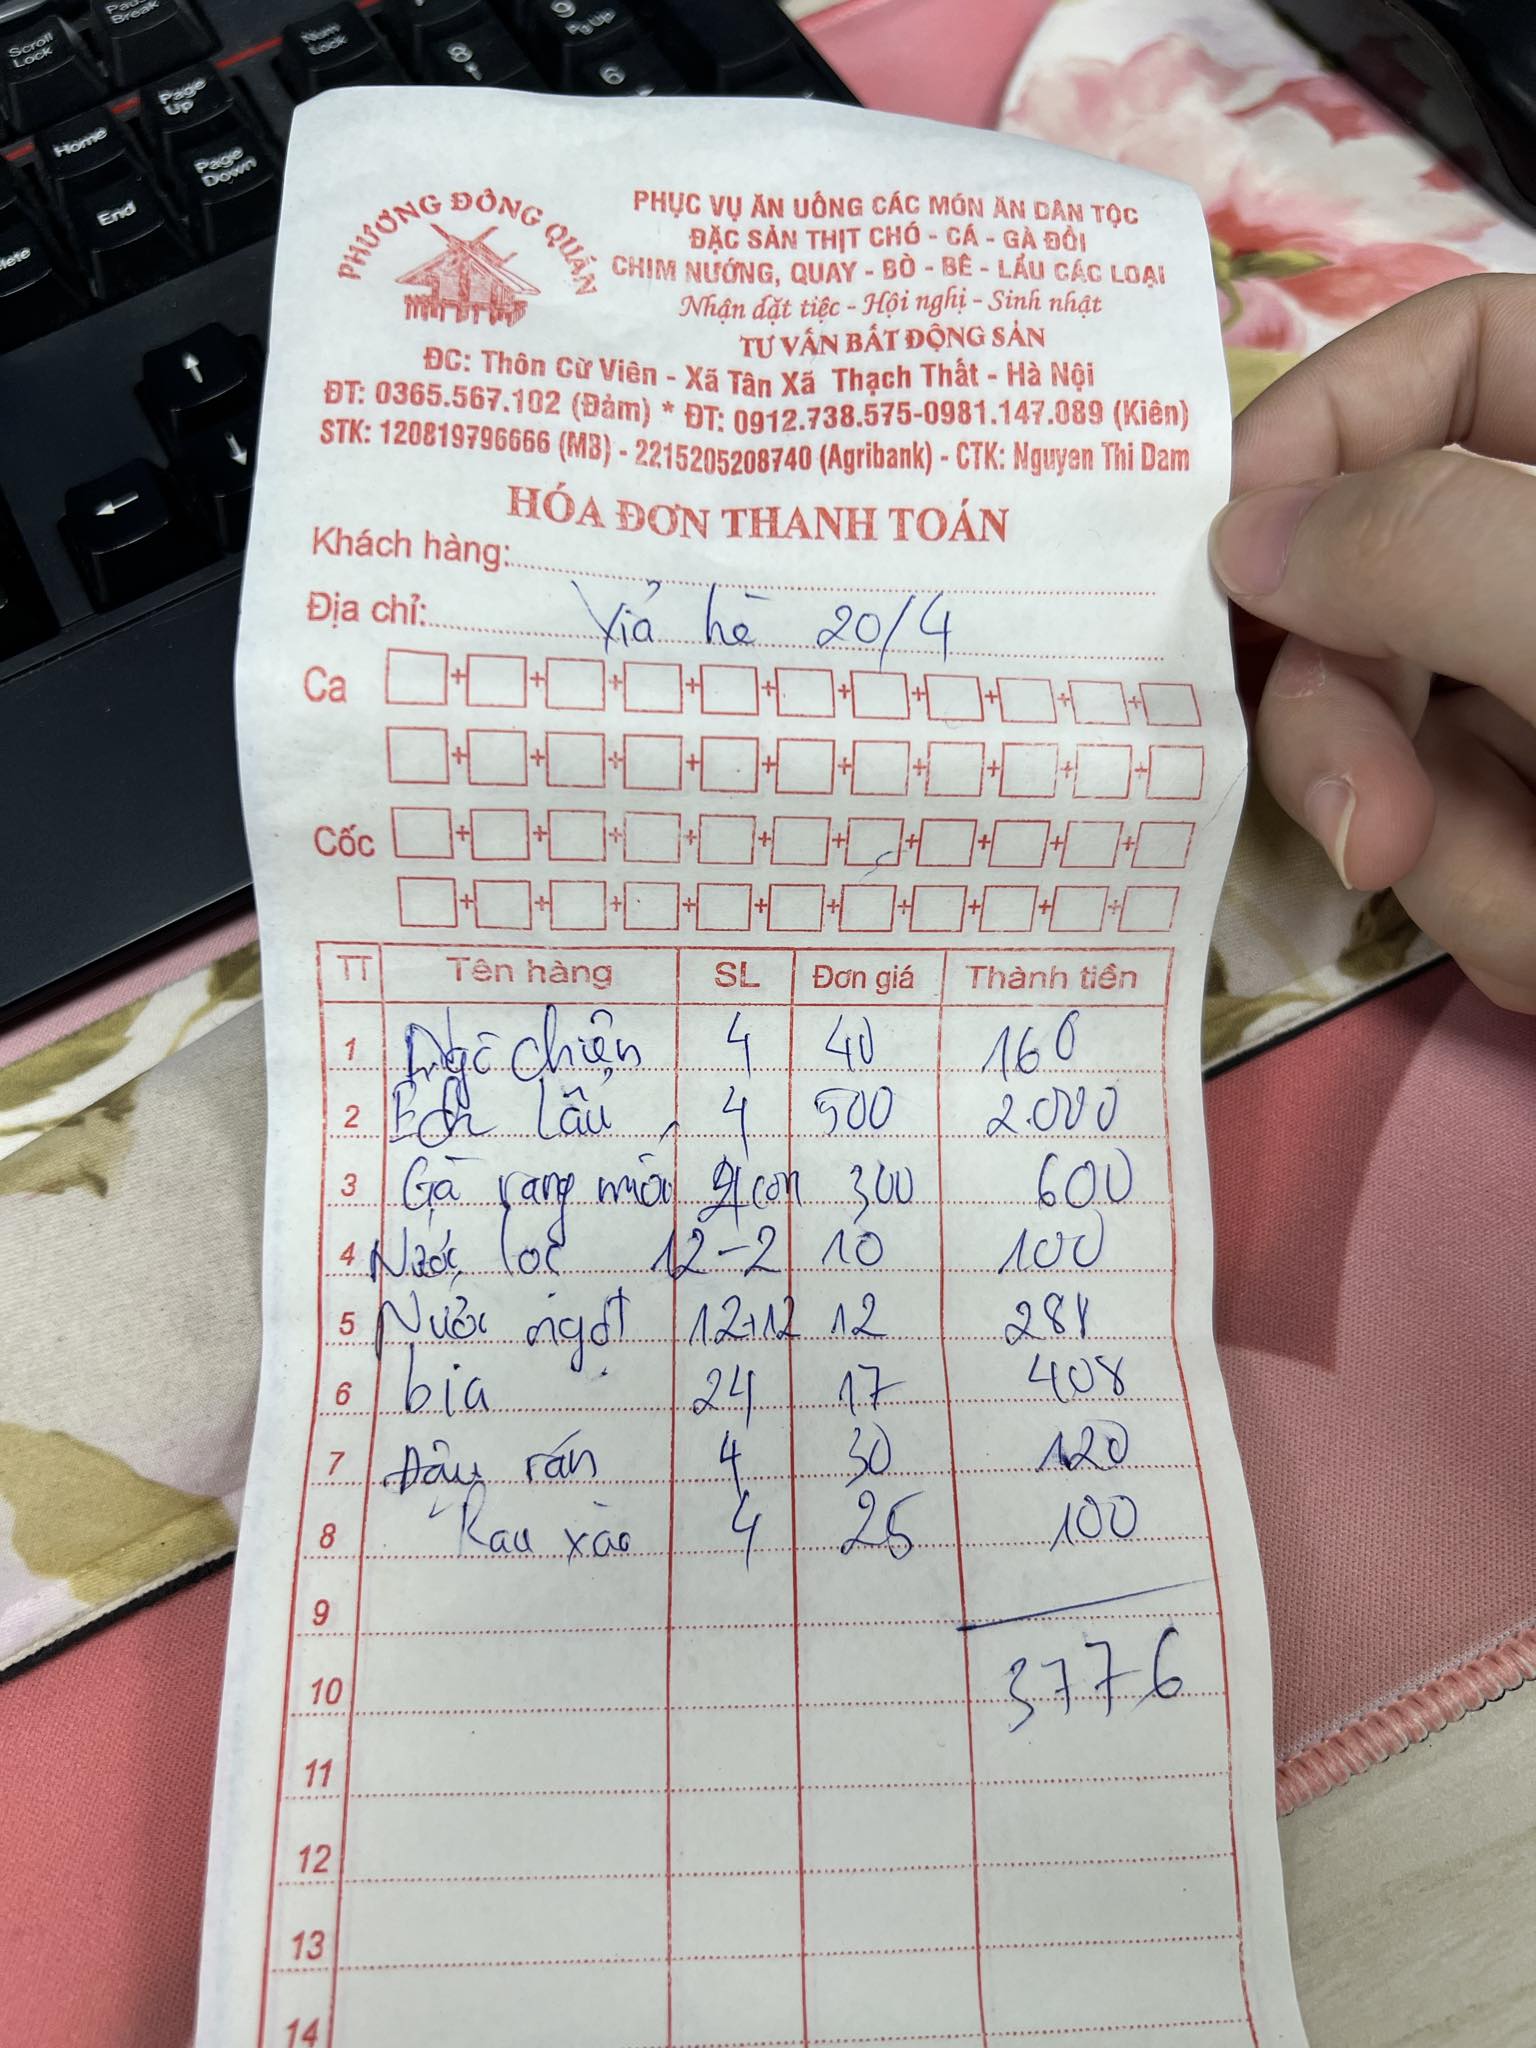 PHƯƠNG ĐÔNG QUÁN
PHỤC VỤ ĂN UỐNG CÁC MÓN ĂN DÂN TỘC
ĐẶC SẢN THỊT CHÓ - CÁ - GÀ ĐỒI
CHIM NƯỚNG, QUAY - BÒ - BÊ - LẨU CÁC LOẠI
Nhận đặt tiệc - Hội nghị - Sinh nhật
TƯ VẤN BẤT ĐỘNG SẢN
ĐC: Thôn Cừ Viên - Xã Tân Xã Thạch Thất - Hà Nội
ĐT: 0365.567.102 (Đảm) * ĐT: 0912.738.575-0981.147.089 (Kiên)
STK: 120819796666 (MB) - 2215205208740 (Agribank) - CTK: Nguyen Thi Dam
HÓA ĐƠN THANH TOÁN
Khách hàng:
Địa chỉ: hè 20/4
Ca + + + + + + + + + +
+ + + + + + + + + +
Cốc + + + + + + + + + +
+ + + + + + + + + +
TT Tên hàng SL Đơn giá Thành tiền
1 Ngô chiên 4 40 160
2 Ếch lẩu 4 500 2.000
3 Gà rang muối 2 con 300 600
4 Nước lọc 12-2 10 100
5 Nước ngọt 12+12 12 288
6 bia 24 17 408
7 Đậu rán 4 30 120
8 Rau xào 4 25 100
9
10 3776
11
12
13
14
Scroll Lock
Pause Break
Num Lock
8
9 Pg Up
6
Home
Page Up
End
Page Down